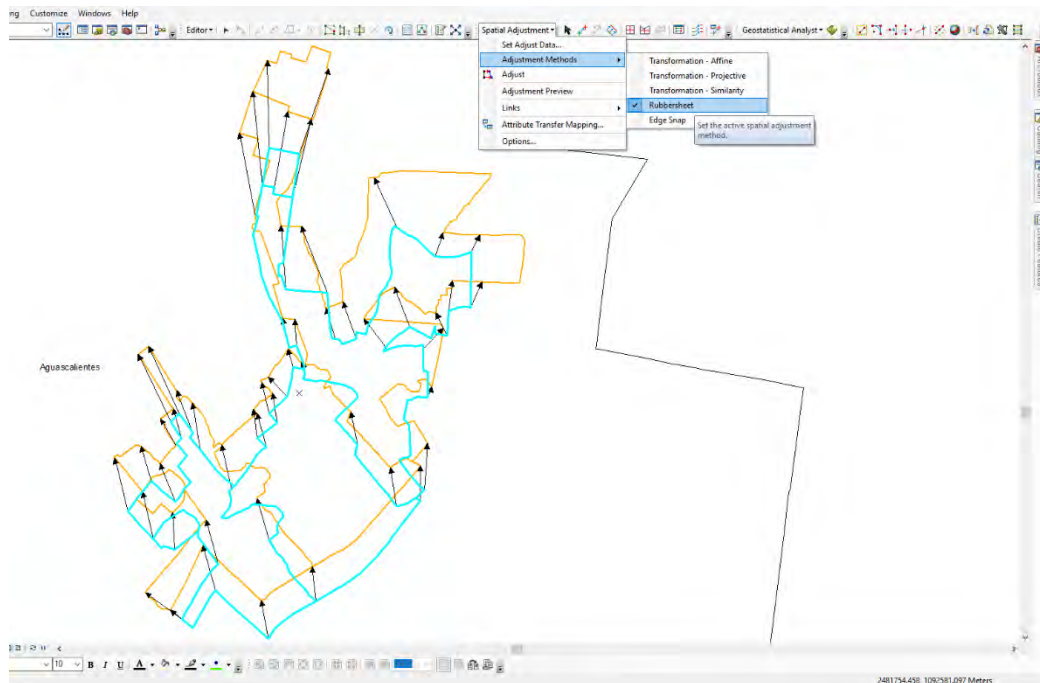 ng Customize Windows Help
Editor
Spatial Adjustment
Geostatistical Analyst
Set Adjust Data...
Adjustment Methods
Adjust
Adjustment Preview
Links
Attribute Transfer Mapping...
Options...
Transformation - Affine
Transformation - Projective
Transformation - Similarity
Rubbersheet
Edge Snap
Set the active spatial adjustment
method.
Aguascalientes
10 B I U A
2481754.458 1092581.097 Meters